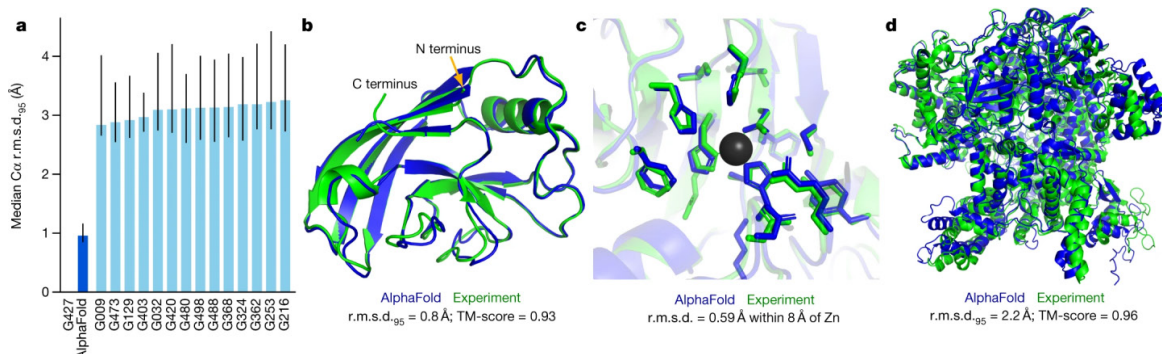 a
Median Cα r.m.s.d.95 (Å)
4
3
2
1
0
G427
AlphaFold
G009
G473
G129
G403
G032
G420
G480
G498
G488
G368
G324
G362
G253
G216
b
N terminus
C terminus
AlphaFold Experiment
r.m.s.d.95 = 0.8 Å; TM-score = 0.93
c
AlphaFold Experiment
r.m.s.d. = 0.59 Å within 8 Å of Zn
d
AlphaFold Experiment
r.m.s.d.95 = 2.2 Å; TM-score = 0.96